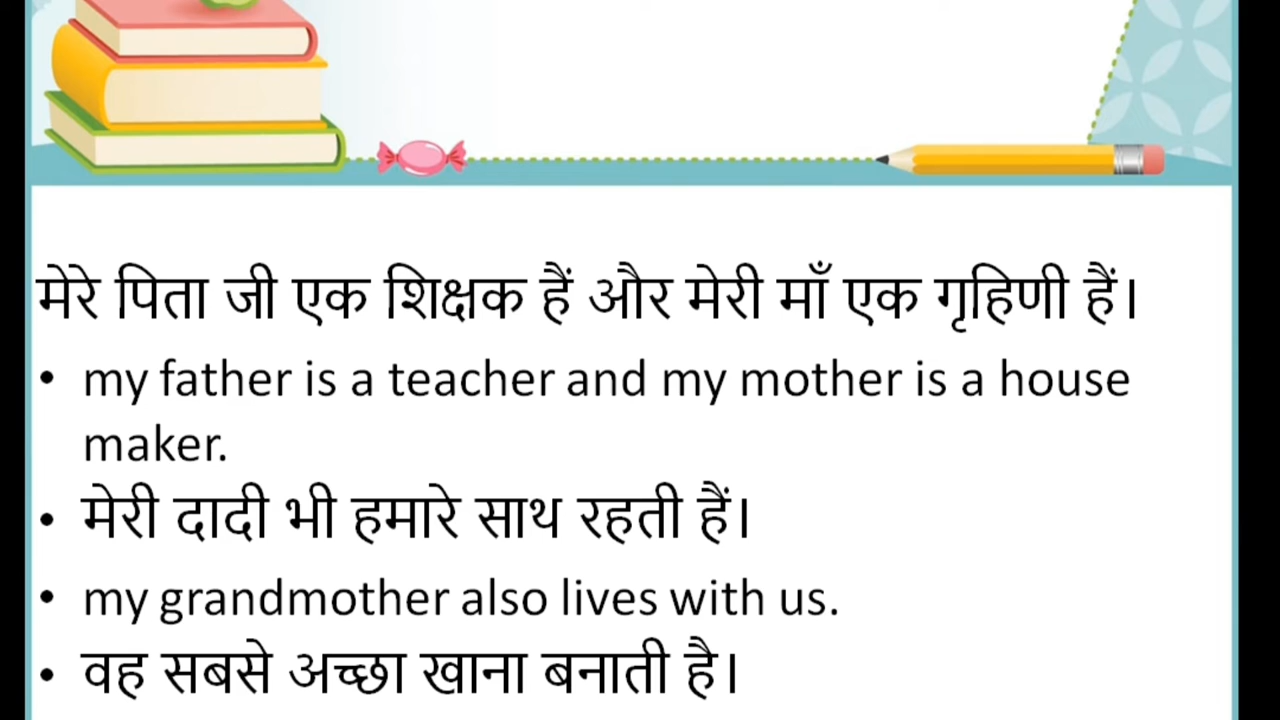 मेरे पिता जी एक शिक्षक हैं और मेरी माँ एक गृहिणी हैं।
• my father is a teacher and my mother is a house
maker.
• मेरी दादी भी हमारे साथ रहती हैं।
• my grandmother also lives with us.
• वह सबसे अच्छा खाना बनाती है।